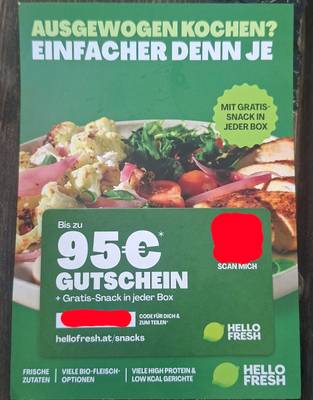 AUSGEWOGEN KOCHEN?
EINFACHER DENN JE
MIT GRATIS-
SNACK IN
JEDER BOX
Bis zu
95€*
GUTSCHEIN
+ Gratis-Snack in jeder Box
SCAN MICH
CODE FÜR DICH &
ZUM TEILEN*
hellofresh.at/snacks
HELLO
FRESH
FRISCHE
ZUTATEN
VIELE BIO-FLEISCH-
OPTIONEN
VIELE HIGH PROTEIN &
LOW KCAL GERICHTE
HELLO
FRESH